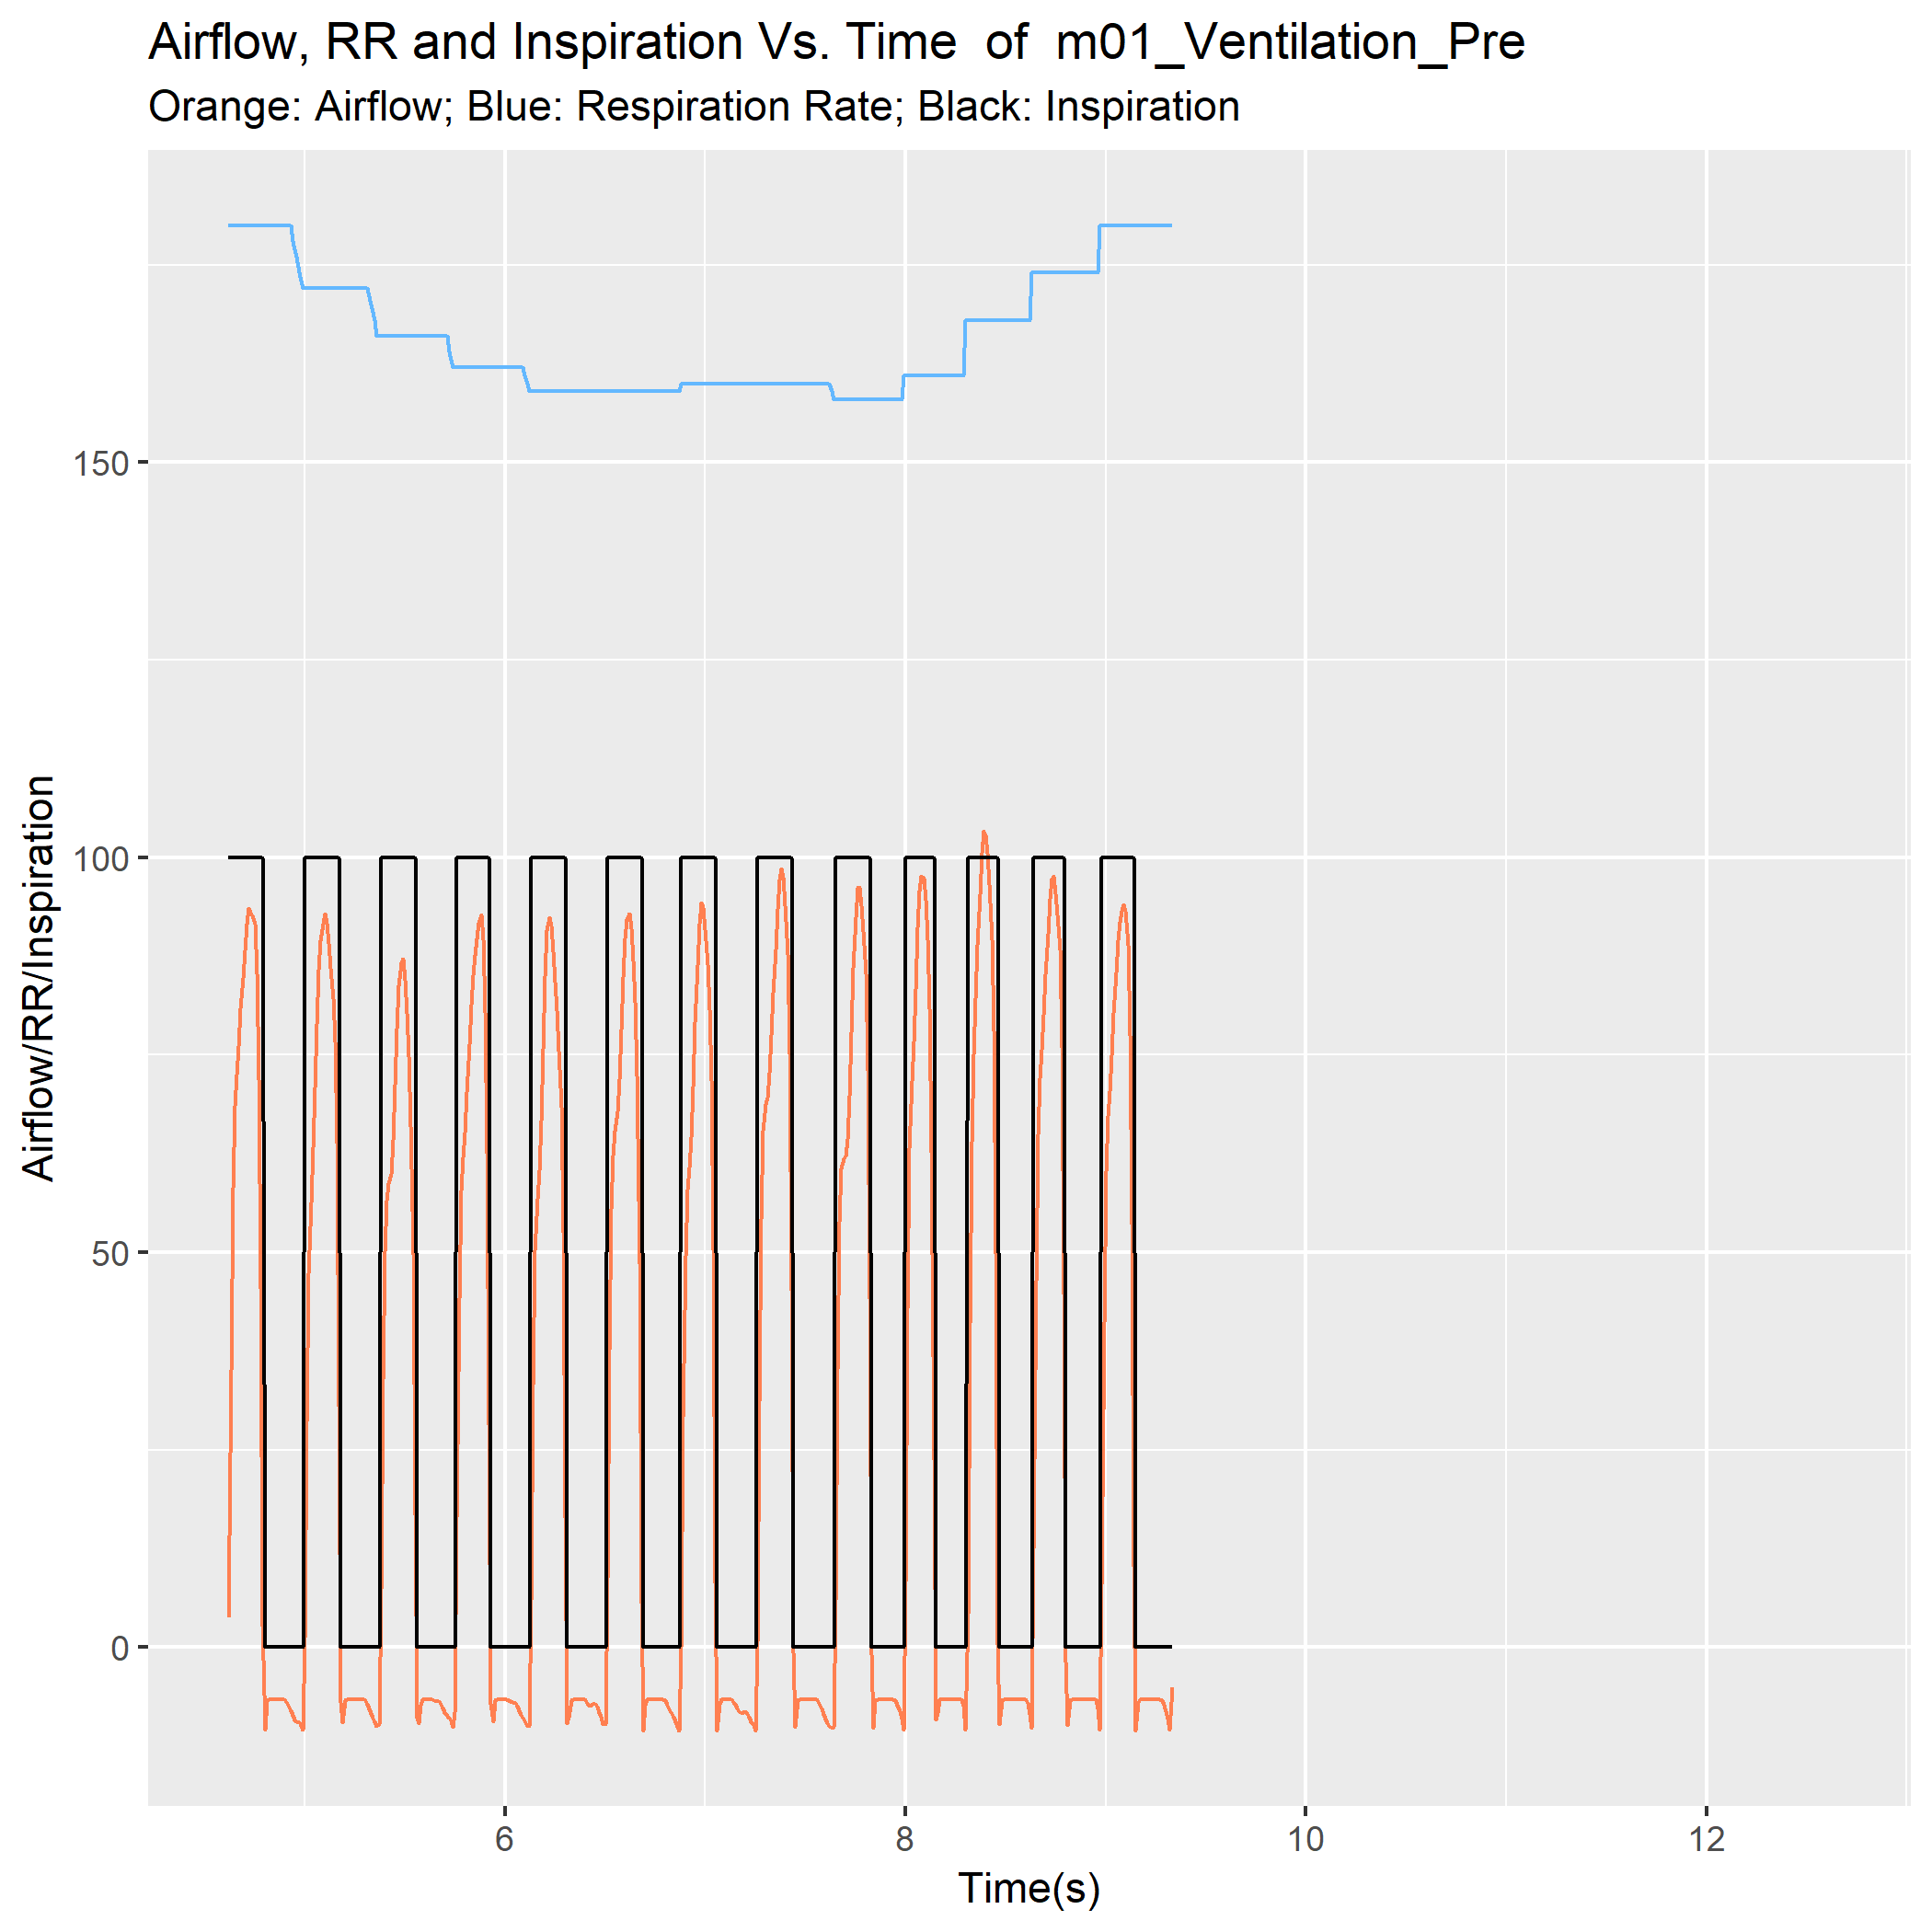 Airflow, RR and Inspiration Vs. Time  of  m01_Ventilation_Pre
Orange: Airflow; Blue: Respiration Rate; Black: Inspiration
Airflow/RR/Inspiration
150
100
50
0
6
8
10
12
Time(s)